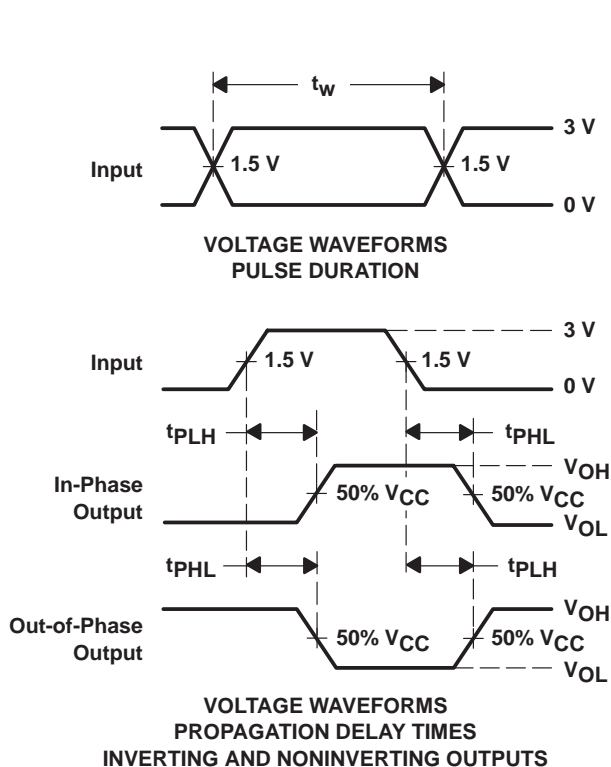 tw
3 V
Input 1.5 V 1.5 V
0 V
VOLTAGE WAVEFORMS
PULSE DURATION
3 V
Input 1.5 V 1.5 V
0 V
tPLH tPHL
VOH
In-Phase
Output
50% VCC 50% VCC
VOL
tPHL tPLH
VOH
Out-of-Phase
Output
50% VCC 50% VCC
VOL
VOLTAGE WAVEFORMS
PROPAGATION DELAY TIMES
INVERTING AND NONINVERTING OUTPUTS